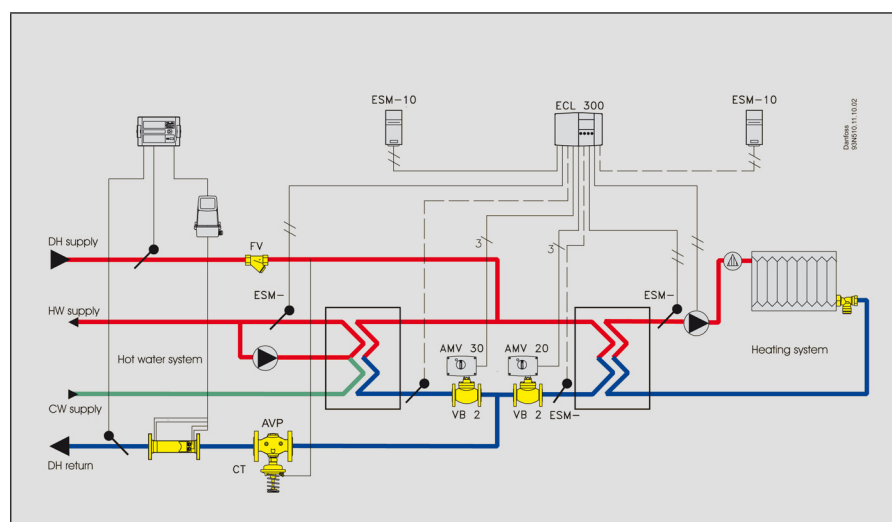 ESM-10
ECL 300
ESM-10
Danfoss
93N510.11.10.02
DH supply
FV
3
3
HW supply
ESM-
ESM-
Hot water system
AMV 30
AMV 20
Heating system
CW supply
VB 2
VB 2
ESM-
AVP
DH return
CT